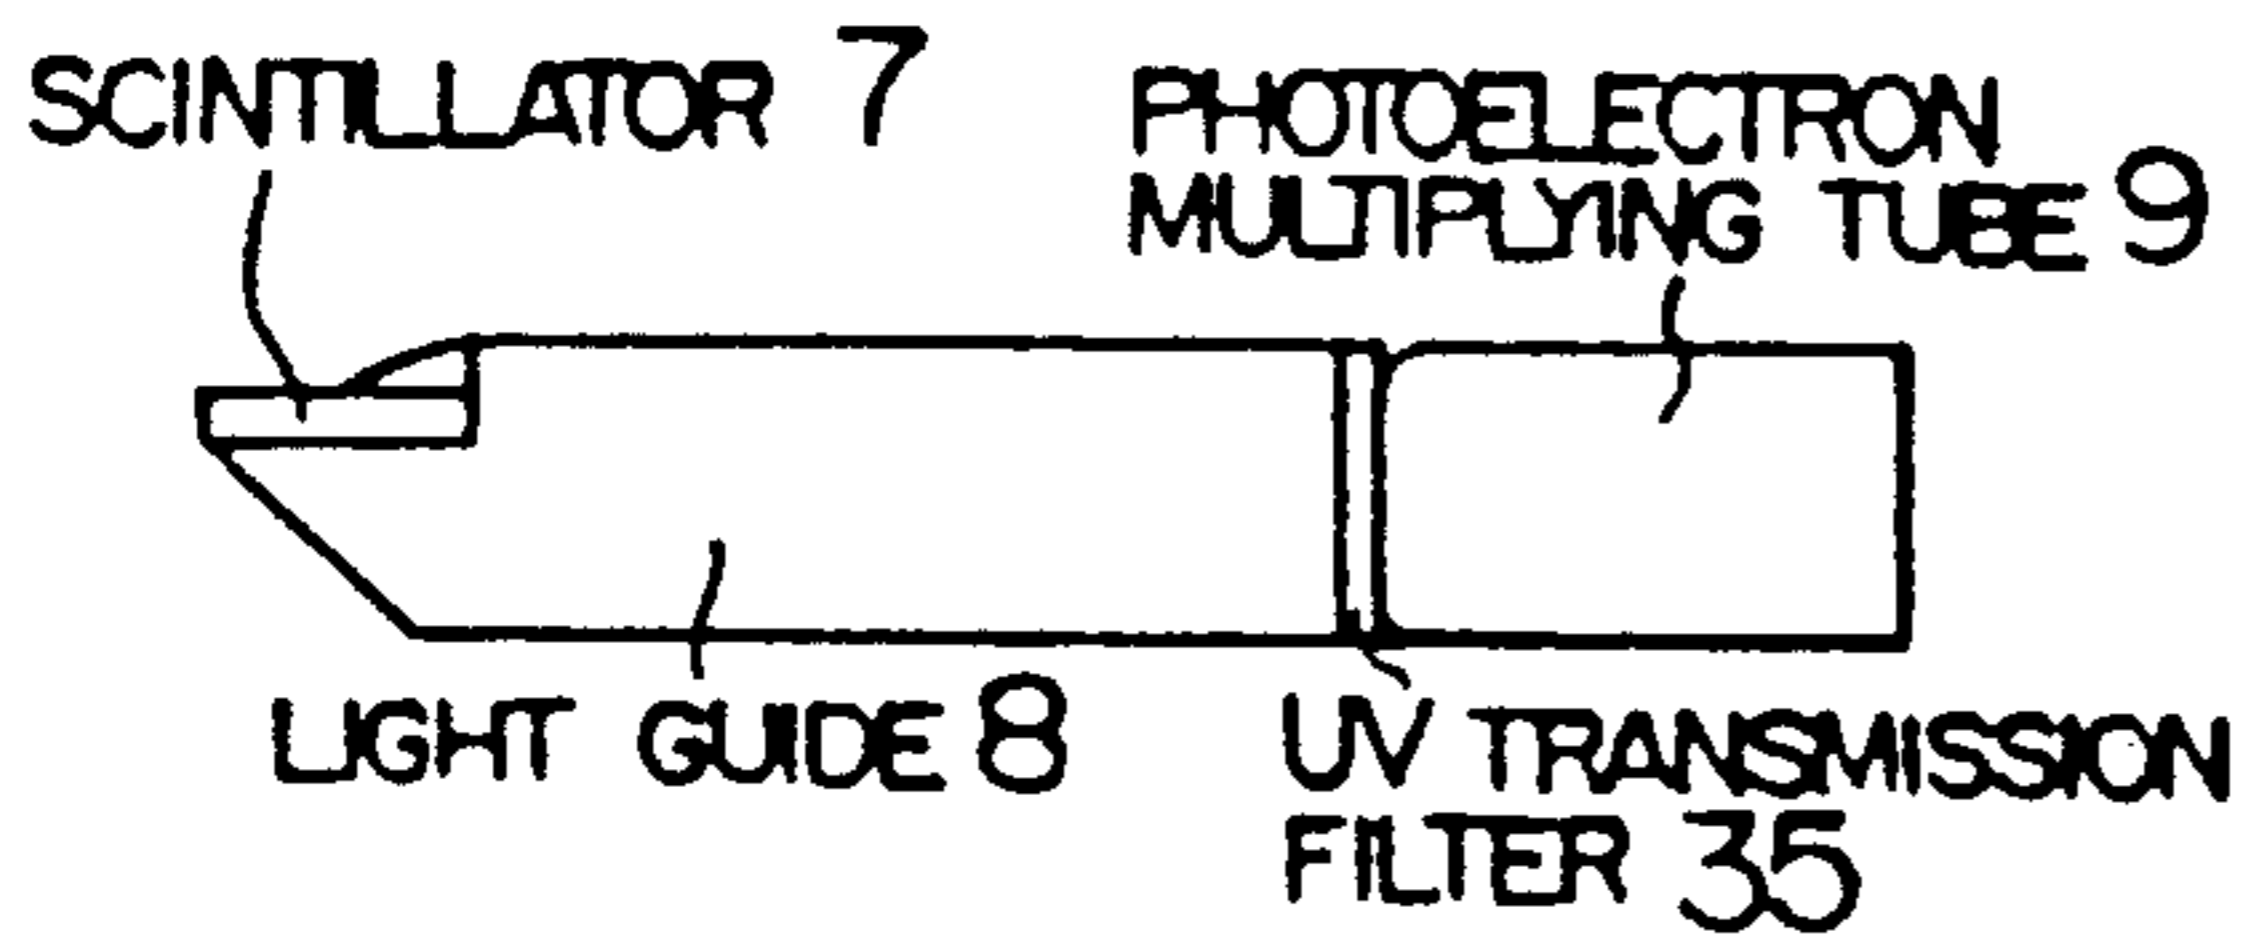 SCINTILLATOR 7
PHOTOELECTRON
MULTIPLYING TUBE 9
LIGHT GUIDE 8
UV TRANSMISSION
FILTER 35